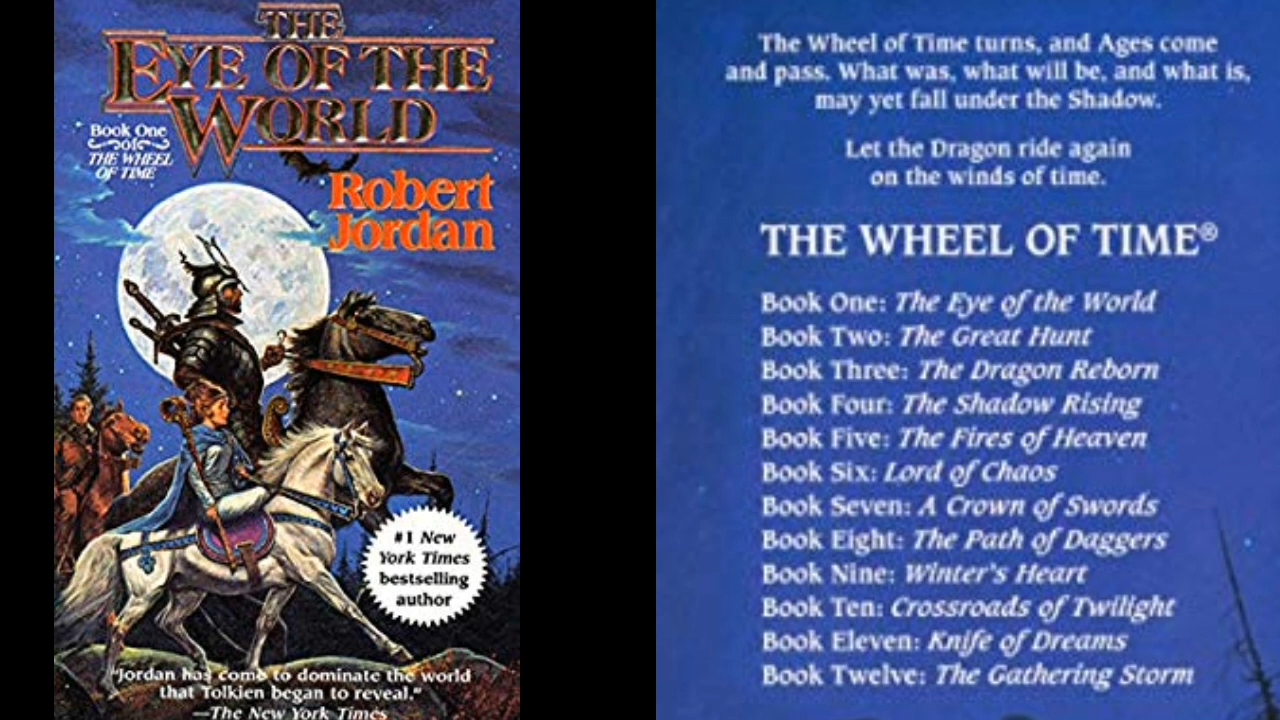 THE
EYE OF THE
WORLD
Book One
of
THE WHEEL
OF TIME
Robert
Jordan
#1 New
York Times
bestselling
author
"Jordan has come to dominate the world
that Tolkien began to reveal."
—The New York Times
The Wheel of Time turns, and Ages come
and pass. What was, what will be, and what is,
may yet fall under the Shadow.
Let the Dragon ride again
on the winds of time.
THE WHEEL OF TIME®
Book One: The Eye of the World
Book Two: The Great Hunt
Book Three: The Dragon Reborn
Book Four: The Shadow Rising
Book Five: The Fires of Heaven
Book Six: Lord of Chaos
Book Seven: A Crown of Swords
Book Eight: The Path of Daggers
Book Nine: Winter's Heart
Book Ten: Crossroads of Twilight
Book Eleven: Knife of Dreams
Book Twelve: The Gathering Storm